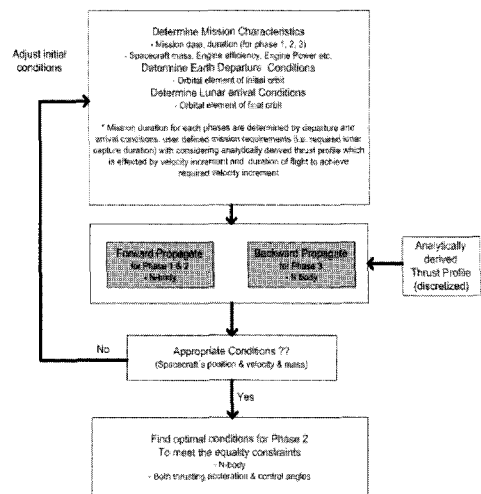 Determine Mission Characteristics
- Mission date, duration (for phase 1, 2, 3)
- Spacecraft mass, Engine efficiency, Engine Power etc.
Determine Earth Departure Conditions
- Orbital element of initial orbit
Determine Lunar arrival Conditions
- Orbital element of final orbit
* Mission duration for each phases are determined by departure and
arrival conditions, user defined mission requirements (i.e. required lunar
capture duration) with considering analytically derived thrust profile which
is effected by velocity increment and duration of flight to achieve
required velocity increment
Adjust initial
conditions
Forward Propagate
for Phase 1 & 2
- N-body
Backward Propagate
for Phase 3
- N body
Analytically
derived
Thrust Profile
(discretized)
No
Appropriate Conditions ??
(Spacecraft's position & velocity & mass)
Yes
Find optimal conditions for Phase 2
To meet the equality constraints
- N-body
- Both thrusting acceleration & control angles